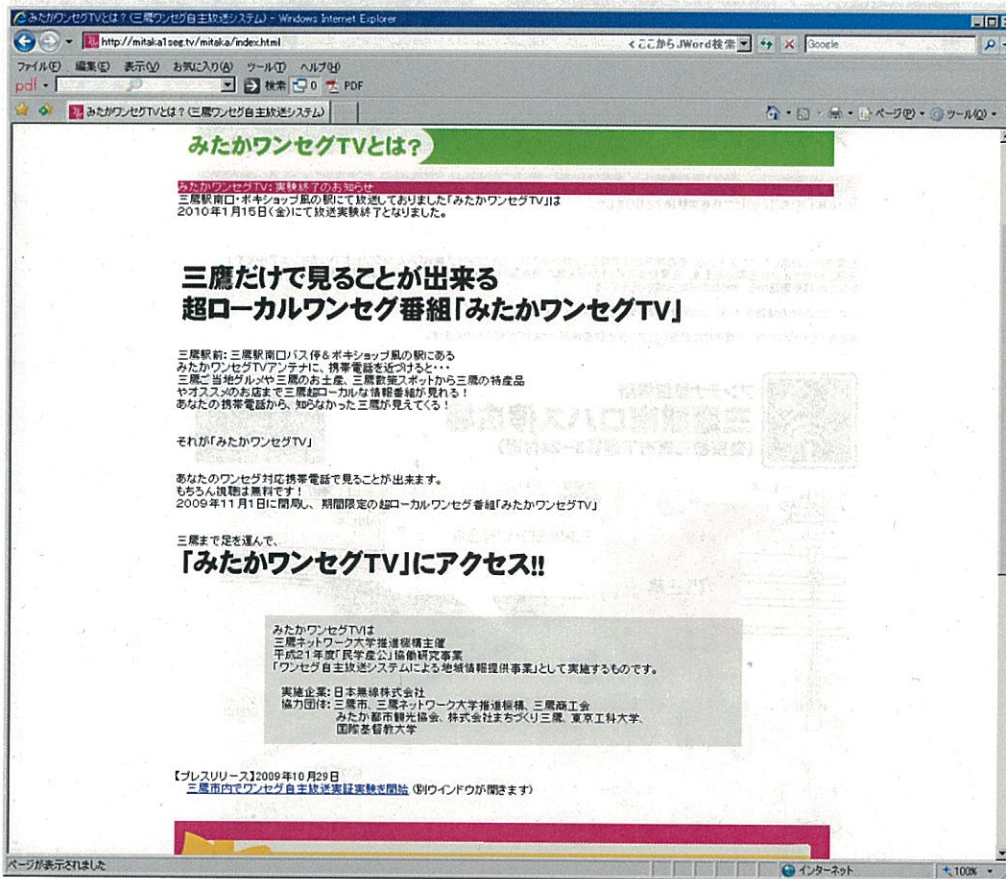 みたかワンセグTVとは？(三鷹ワンセグ自主放送システム) - Windows Internet Explorer
http://mitaka1seg.tv/mitaka/index.html
くここからJWord検索
Google
ファイル(F) 編集(E) 表示(V) お気に入り(A) ツール(T) ヘルプ(H)
pdf 検索 0 PDF
みたかワンセグTVとは？(三鷹ワンセグ自主放送システム)
ページ(P) ツール(O)
みたかワンセグTVとは?
みたかワンセグTV:実験終了のお知らせ
三鷹駅南口・ポキショップ風の駅にて放送しておりました「みたかワンセグTV」は
2010年1月15日(金)にて放送実験終了となりました。
三鷹だけで見ることが出来る
超ローカルワンセグ番組「みたかワンセグTV」
三鷹駅前:三鷹駅南口バス停&ポキショップ風の駅にある
みたかワンセグTVアンテナに、携帯電話を近づけると・・・
三鷹ご当地グルメや三鷹のお土産、三鷹散策スポットから三鷹の特産品
やオススメのお店まで三鷹超ローカルな情報番組が見れる！
あなたの携帯電話から、知らなかった三鷹が見えてくる！
それが「みたかワンセグTV」
あなたのワンセグ対応携帯電話で見ることが出来ます。
もちろん視聴は無料です！
2009年11月1日に開局し、期間限定の超ローカルワンセグ番組「みたかワンセグTV」
三鷹まで足を運んで、
「みたかワンセグTV」にアクセス!!
みたかワンセグTVは
三鷹ネットワーク大学推進機構主催
平成21年度「民学産公」協働研究事業
「ワンセグ自主放送システムによる地域情報提供事業」として実施するものです。
実施企業:日本無線株式会社
協力団体:三鷹市、三鷹ネットワーク大学推進機構、三鷹商工会
みたか都市観光協会、株式会社まちづくり三鷹、東京工科大学、
国際基督教大学
【プレスリリース】2009年10月29日
三鷹市内でワンセグ自主放送実証実験を開始 (別ウインドウが開きます)
ページが表示されました
インターネット
100%